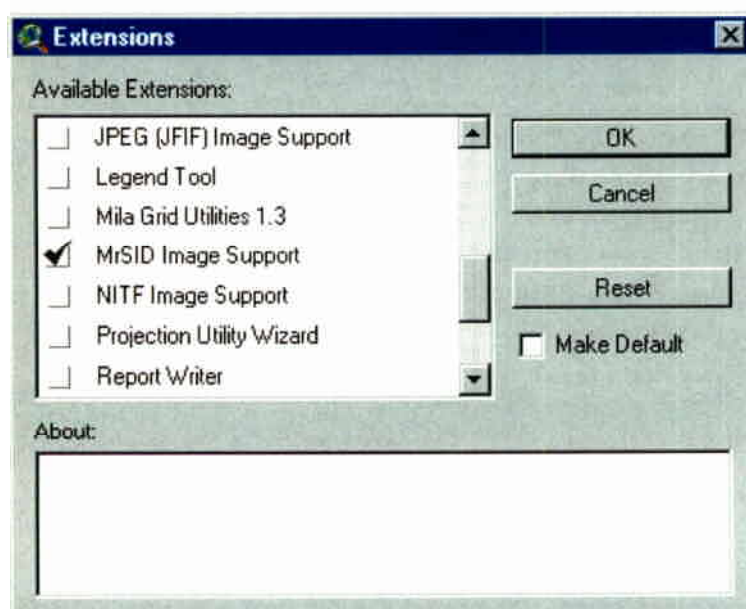 Extensions
Available Extensions:
JPEG (JFIF) Image Support
Legend Tool
Mila Grid Utilities 1.3
MrSID Image Support
NITF Image Support
Projection Utility Wizard
Report Writer
OK
Cancel
Reset
Make Default
About: